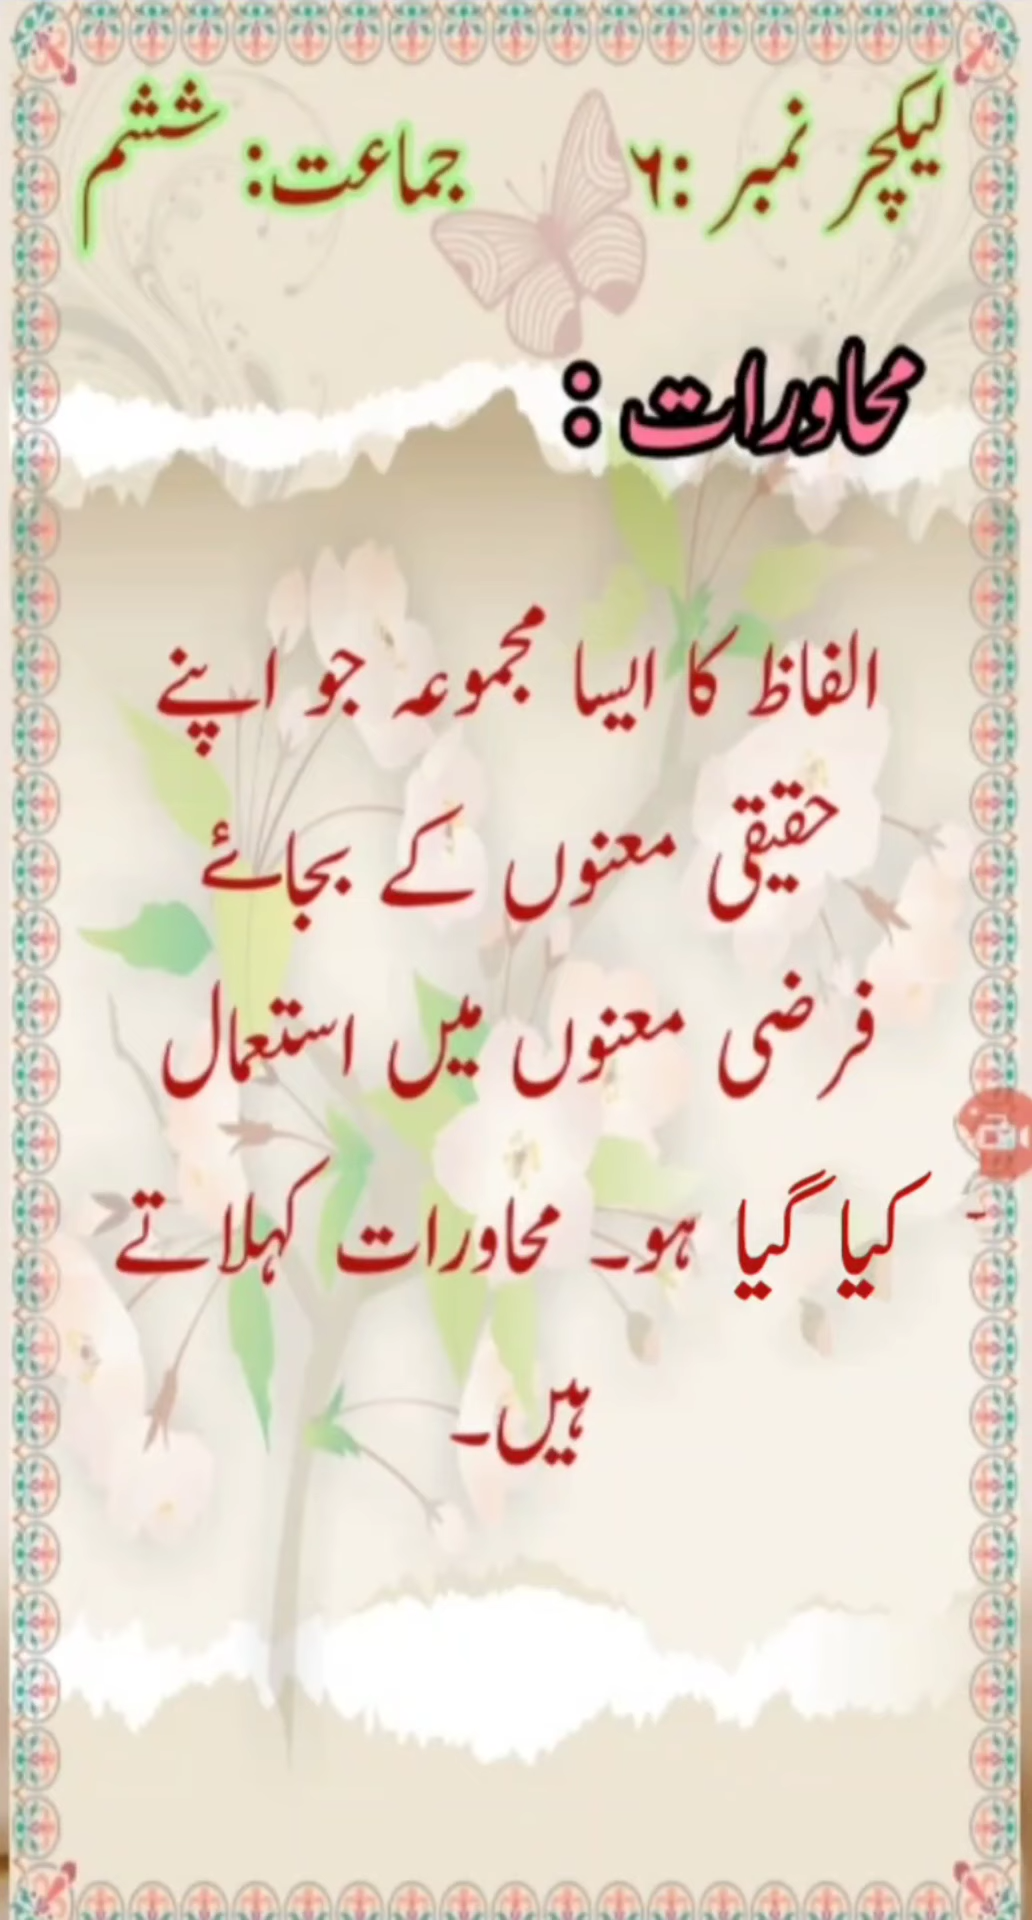 لیکچر نمبر :۶ جماعت: ششم
محاورات :
الفاظ کا ایسا مجموعہ جو اپنے
حقیقی معنوں کے بجائے
فرضی معنوں میں استعمال
کیا گیا ہو۔ محاورات کہلاتے
ہیں۔